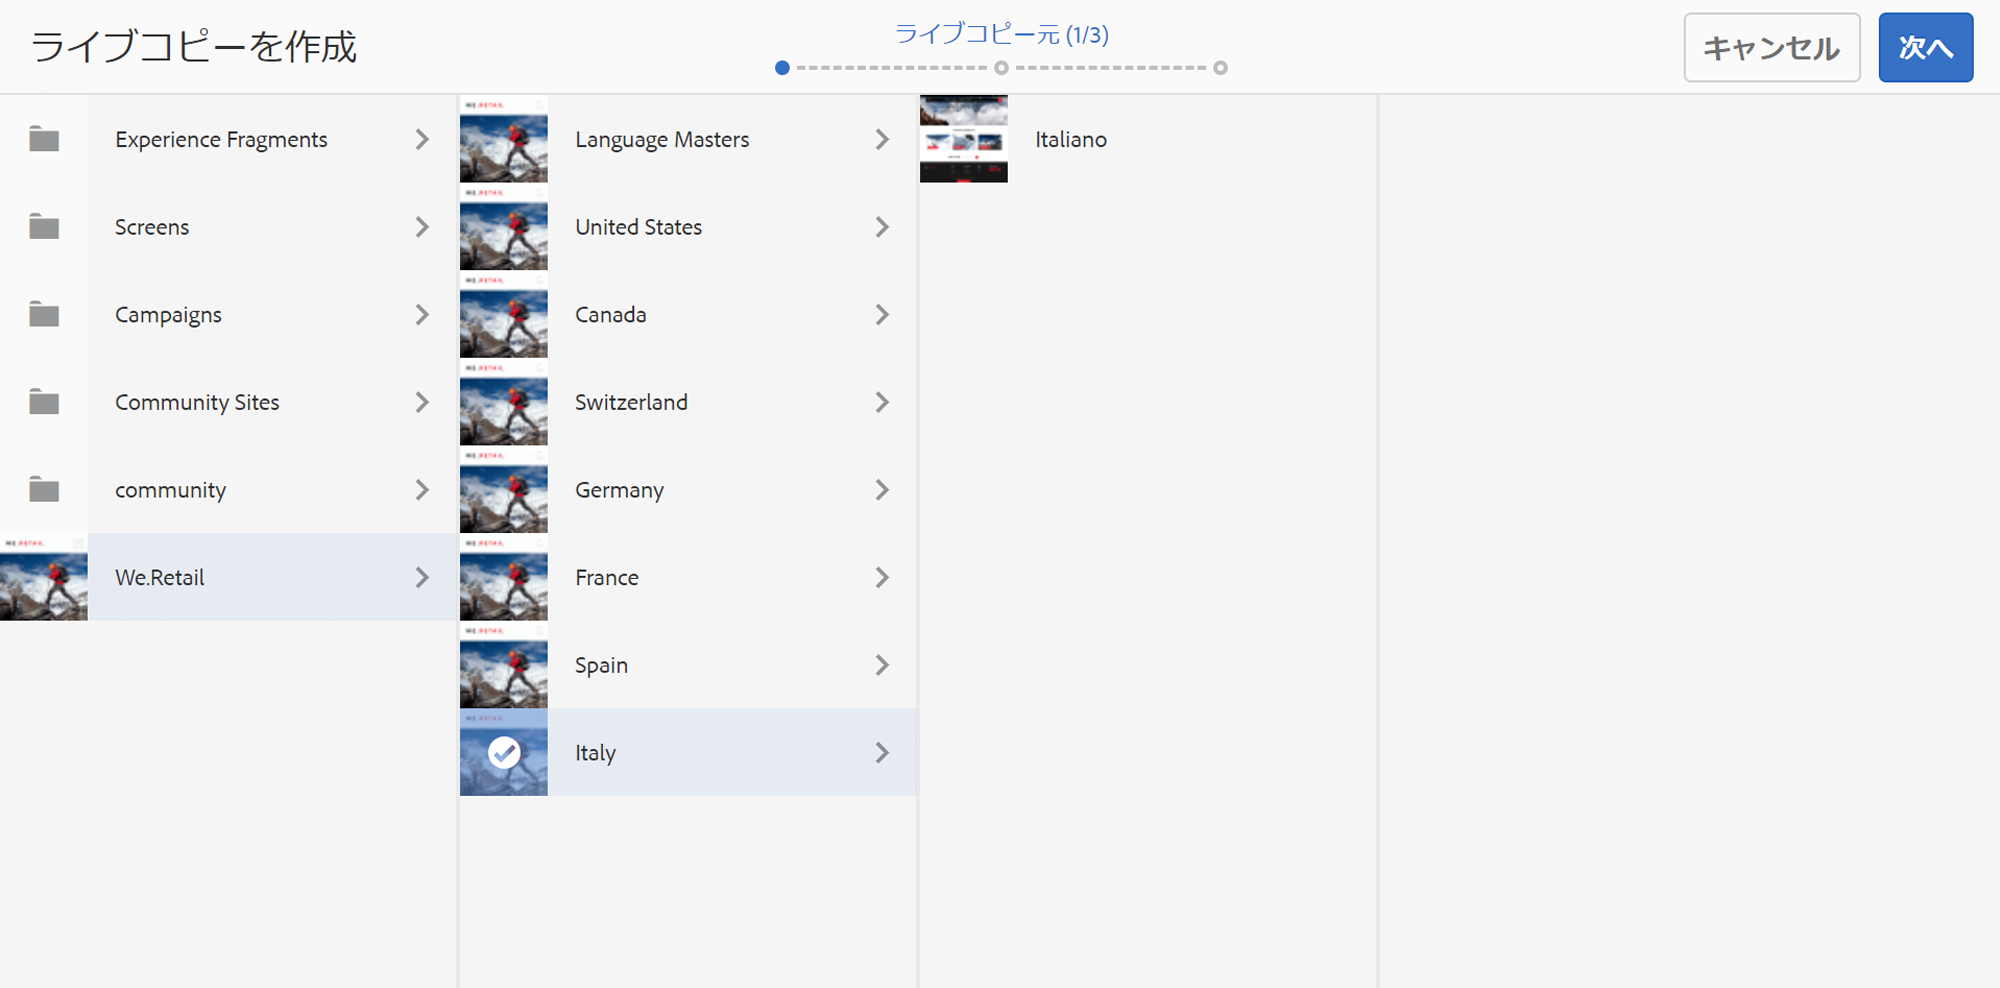 ライブコピーを作成
ライブコピー元 (1/3)
キャンセル
次へ
Experience Fragments
Screens
Campaigns
Community Sites
community
We.Retail
Language Masters
United States
Canada
Switzerland
Germany
France
Spain
Italy
Italiano